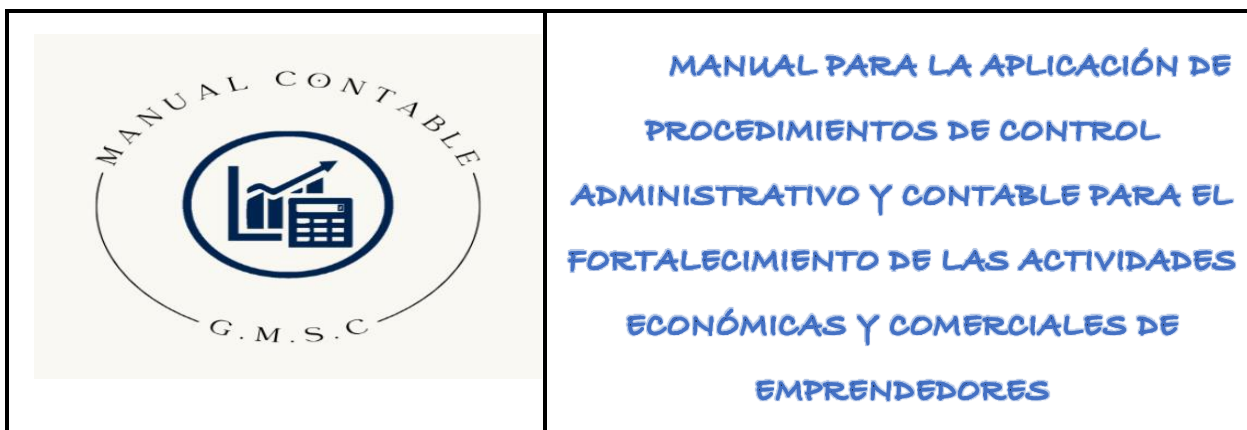 MANUAL CONTABLE
G.M.S.C
MANUAL PARA LA APLICACIÓN DE
PROCEDIMIENTOS DE CONTROL
ADMINISTRATIVO Y CONTABLE PARA EL
FORTALECIMIENTO DE LAS ACTIVIDADES
ECONÓMICAS Y COMERCIALES DE
EMPRENDEDORES